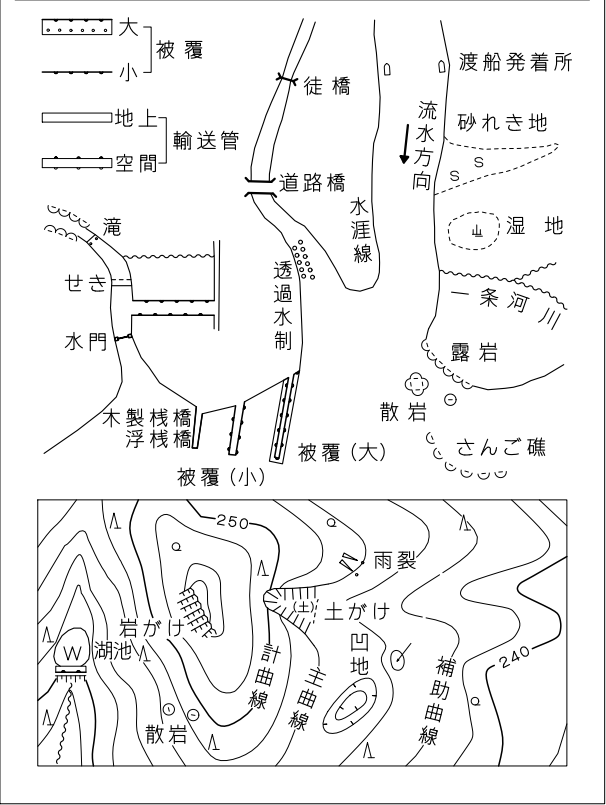 大
被覆
小
地上
輸送管
空間
徒橋
道路橋
渡船発着所
流水方向
砂れき地
S
S
水涯線
湿地
滝
せき
水門
透過水制
一条河川
露岩
散岩
木製桟橋
浮桟橋
被覆(大)
被覆(小)
さんご礁
250
雨裂
(土)
土がけ
岩がけ
W
湖池
凹地
計曲線
主曲線
補助曲線
240
散岩